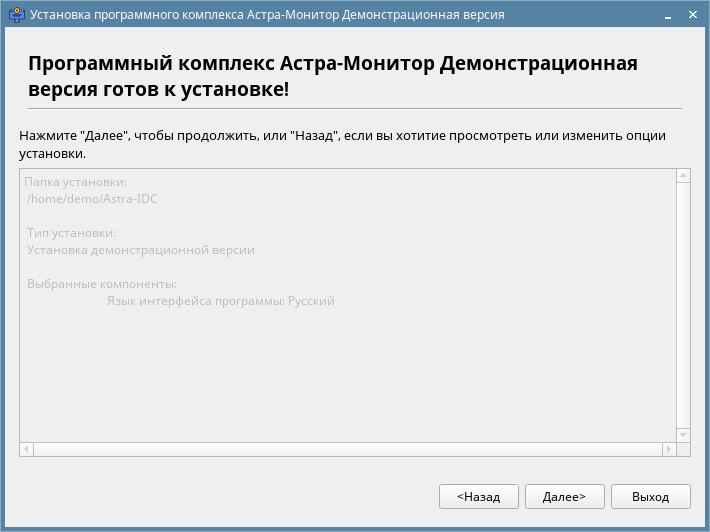 Установка программного комплекса Астра-Монитор Демонстрационная версия
Программный комплекс Астра-Монитор Демонстрационная
версия готов к установке!
Нажмите "Далее", чтобы продолжить, или "Назад", если вы хотитие просмотреть или изменить опции
установки.
Папка установки:
/home/demo/Astra-IDC
Тип установки:
Установка демонстрационной версии
Выбранные компоненты:
Язык интерфейса программы: Русский
<Назад
Далее>
Выход